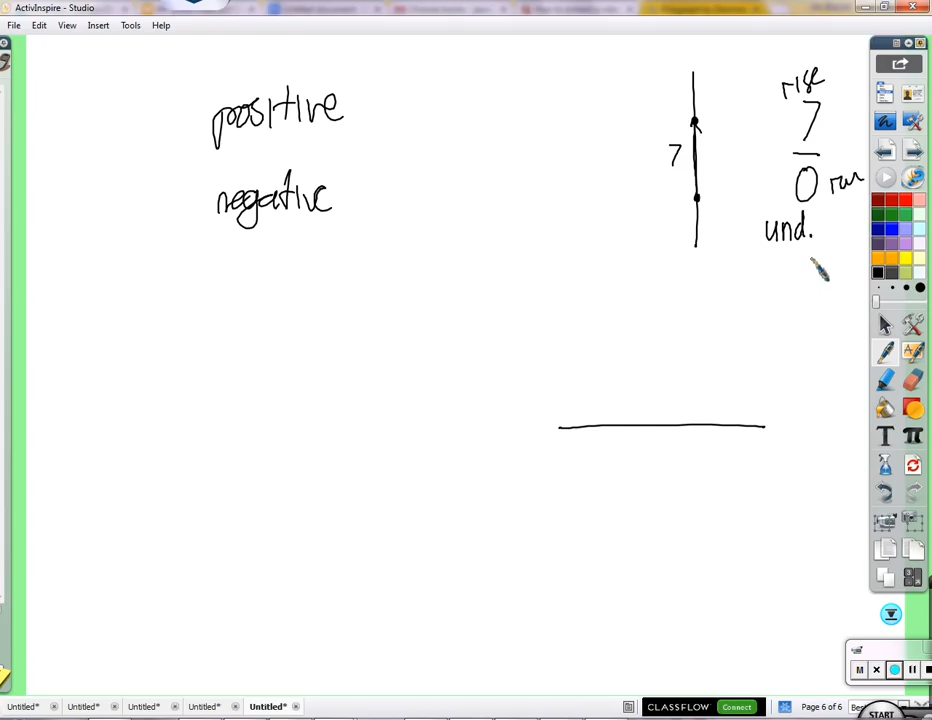 ActivInspire - Studio
File Edit View Insert Tools Help
positive
negative
7
rise
7
0 run
und.
M
Untitled* Untitled* Untitled* Untitled* Untitled*
CLASSFLOW Connect
Page 6 of 6
START